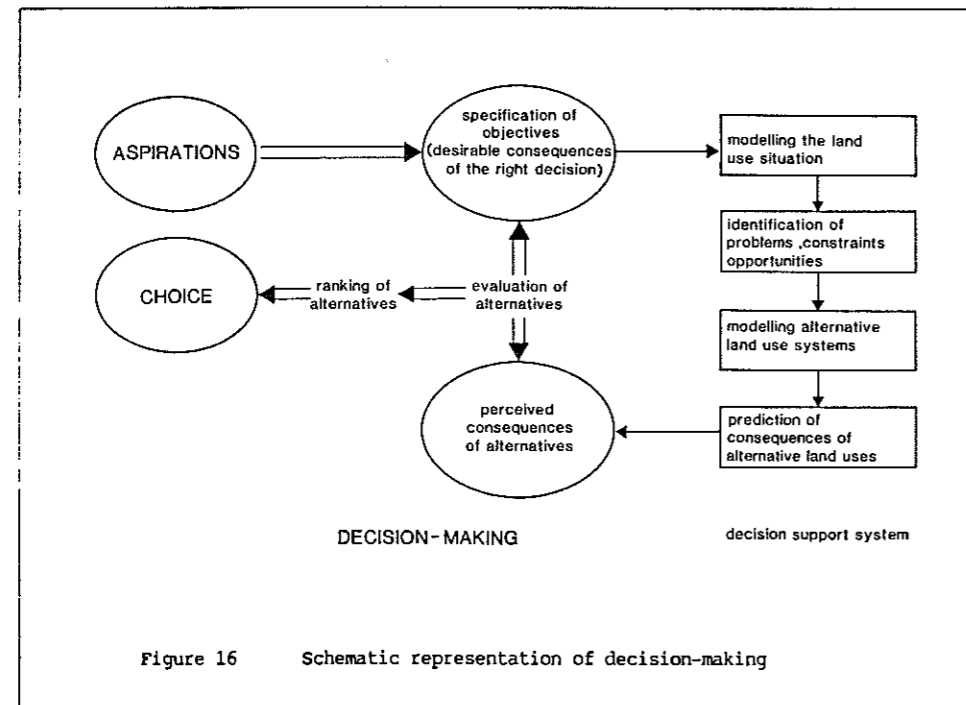 ASPIRATIONS
specification of
objectives
(desirable consequences
of the right decision)
modelling the land
use situation
identification of
problems ,constraints
opportunities
CHOICE
ranking of
alternatives
evaluation of
alternatives
modelling alternative
land use systems
perceived
consequences
of alternatives
prediction of
consequences of
alternative land uses
DECISION-MAKING
decision support system
Figure 16 Schematic representation of decision-making